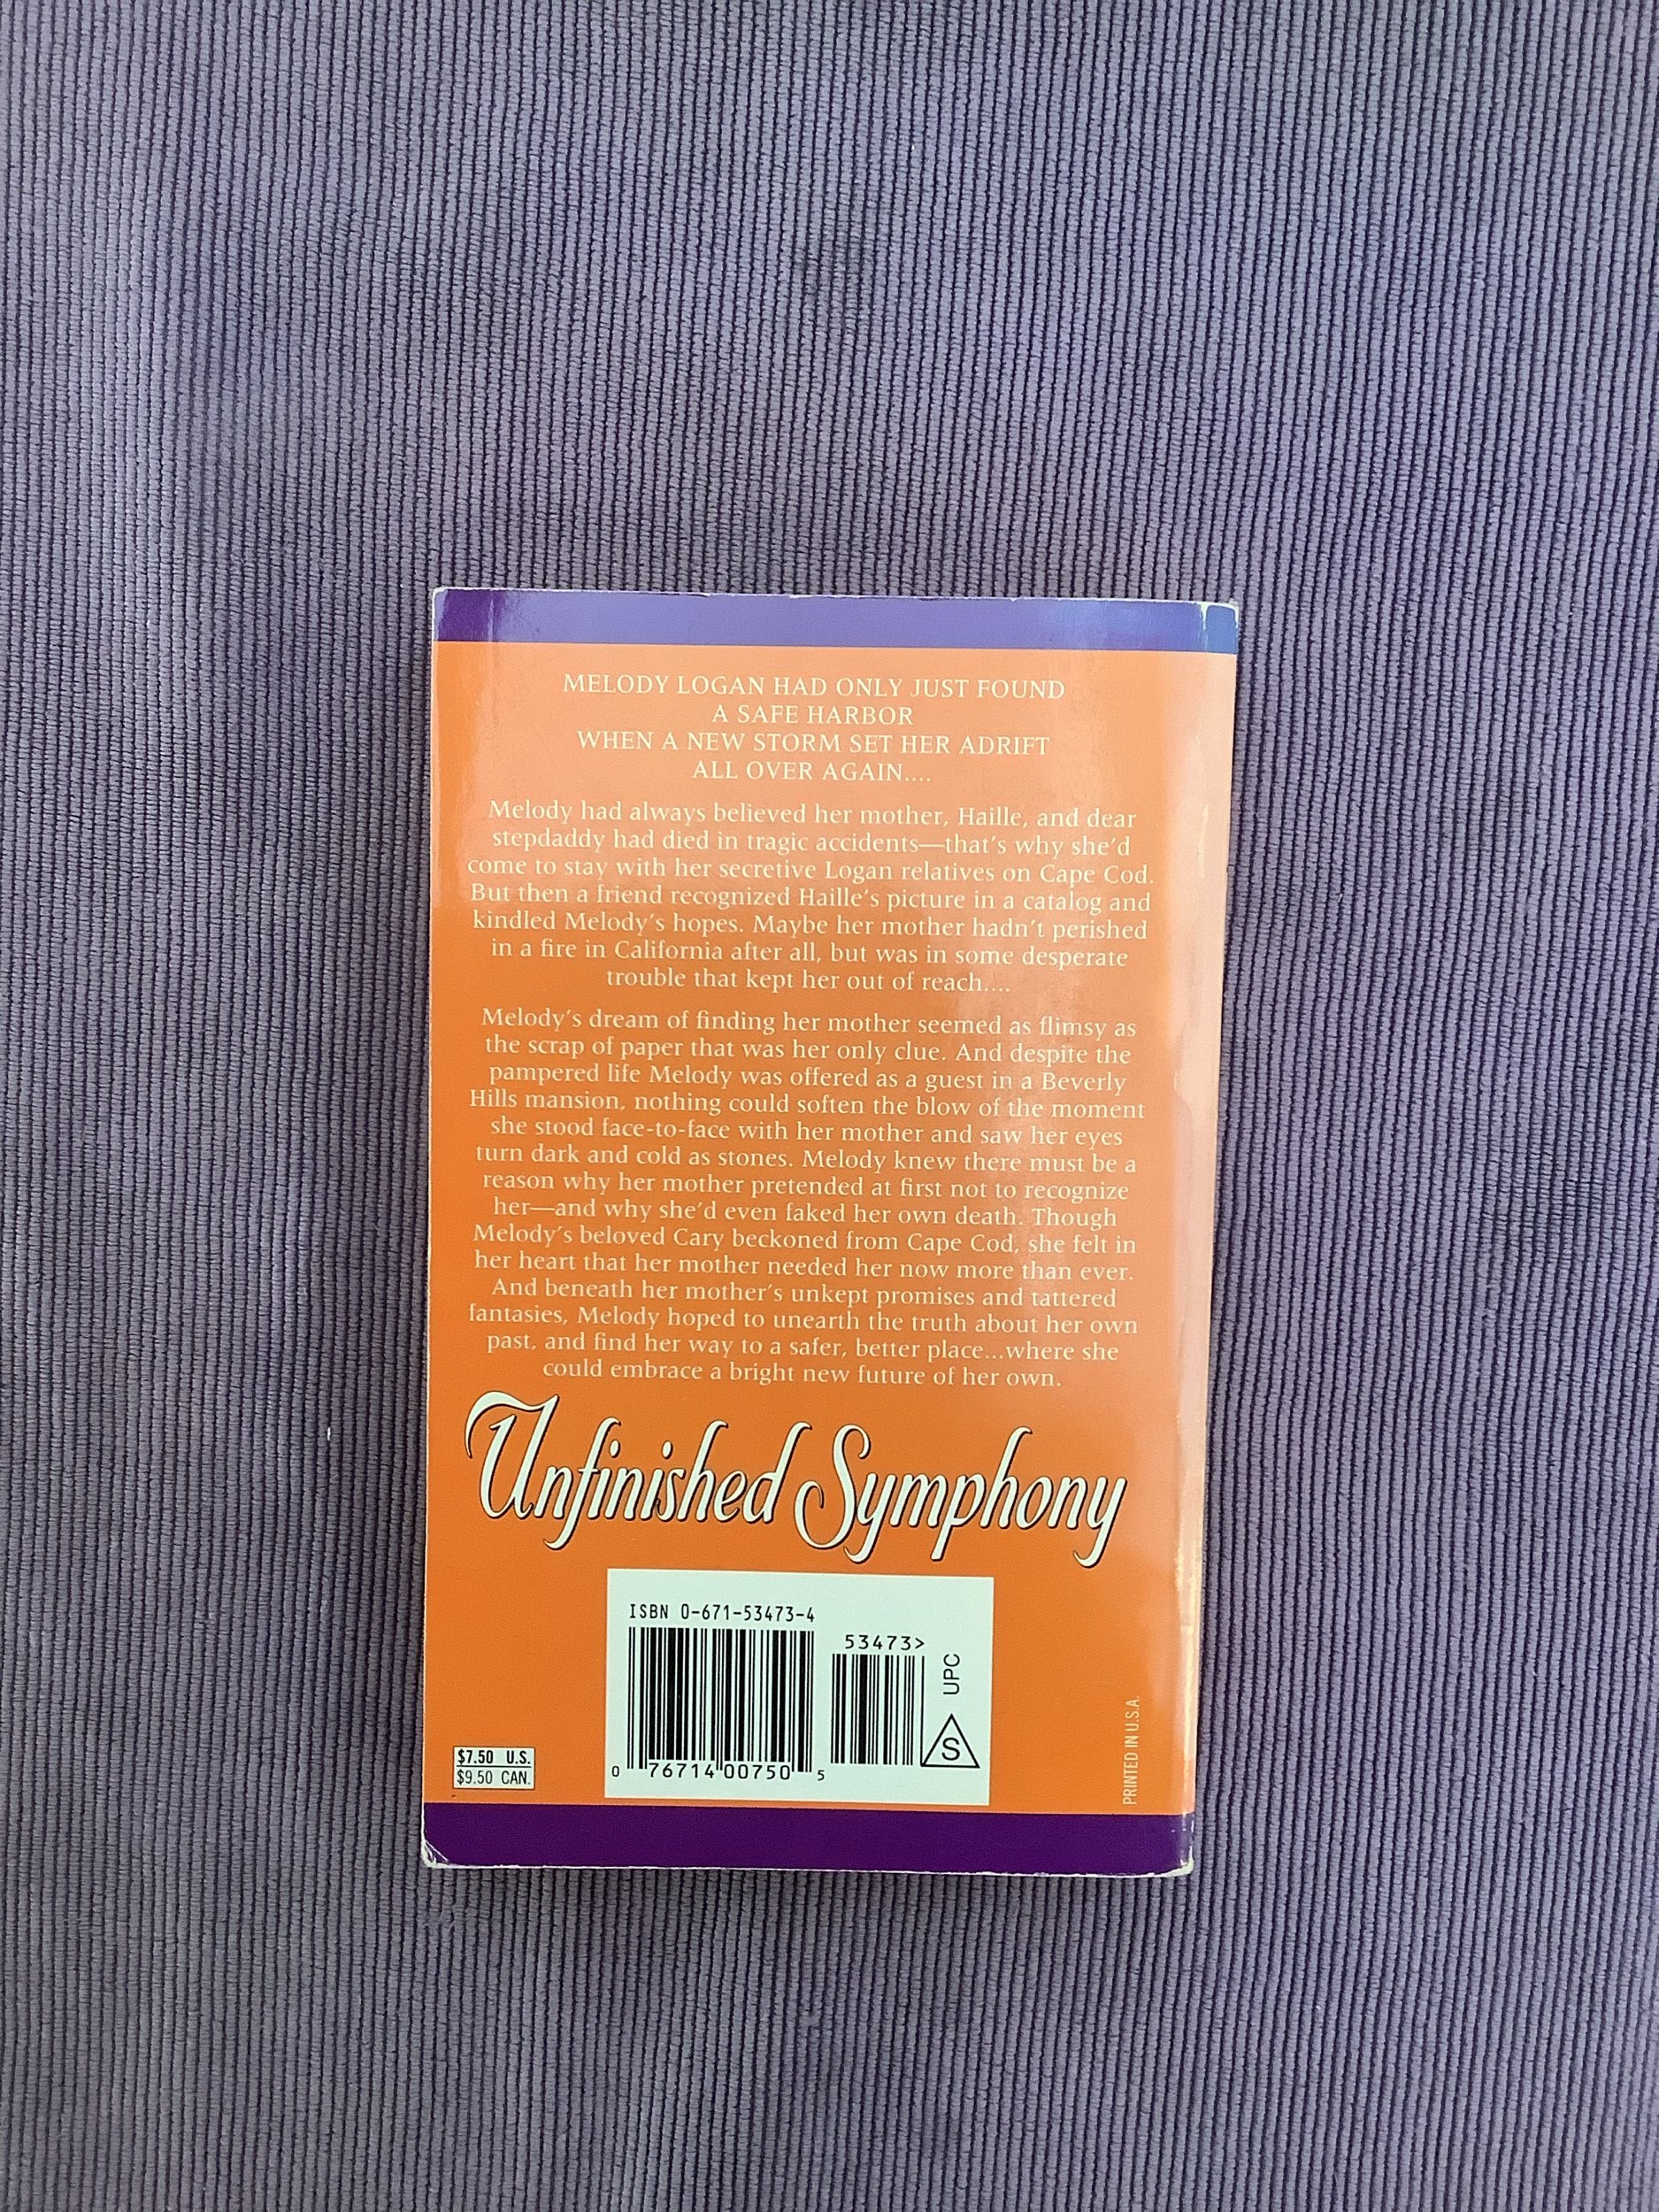 MELODY LOGAN HAD ONLY JUST FOUND
A SAFE HARBOR
WHEN A NEW STORM SET HER ADRIFT
ALL OVER AGAIN....
Melody had always believed her mother, Haille, and dear
stepdaddy had died in tragic accidents—that's why she'd
come to stay with her secretive Logan relatives on Cape Cod.
But then a friend recognized Haille's picture in a catalog and
kindled Melody's hopes. Maybe her mother hadn't perished
in a fire in California after all, but was in some desperate
trouble that kept her out of reach....
Melody's dream of finding her mother seemed as flimsy as
the scrap of paper that was her only clue. And despite the
pampered life Melody was offered as a guest in a Beverly
Hills mansion, nothing could soften the blow of the moment
she stood face-to-face with her mother and saw her eyes
turn dark and cold as stones. Melody knew there must be a
reason why her mother pretended at first not to recognize
her—and why she'd even faked her own death. Though
Melody's beloved Cary beckoned from Cape Cod, she felt in
her heart that her mother needed her now more than ever.
And beneath her mother's unkept promises and tattered
fantasies, Melody hoped to unearth the truth about her own
past, and find her way to a safer, better place...where she
could embrace a bright new future of her own.
Unfinished Symphony
ISBN 0-671-53473-4
53473>
UPC
S
0 76714 00750 5
$7.50 U.S.
$9.50 CAN.
PRINTED IN U.S.A.